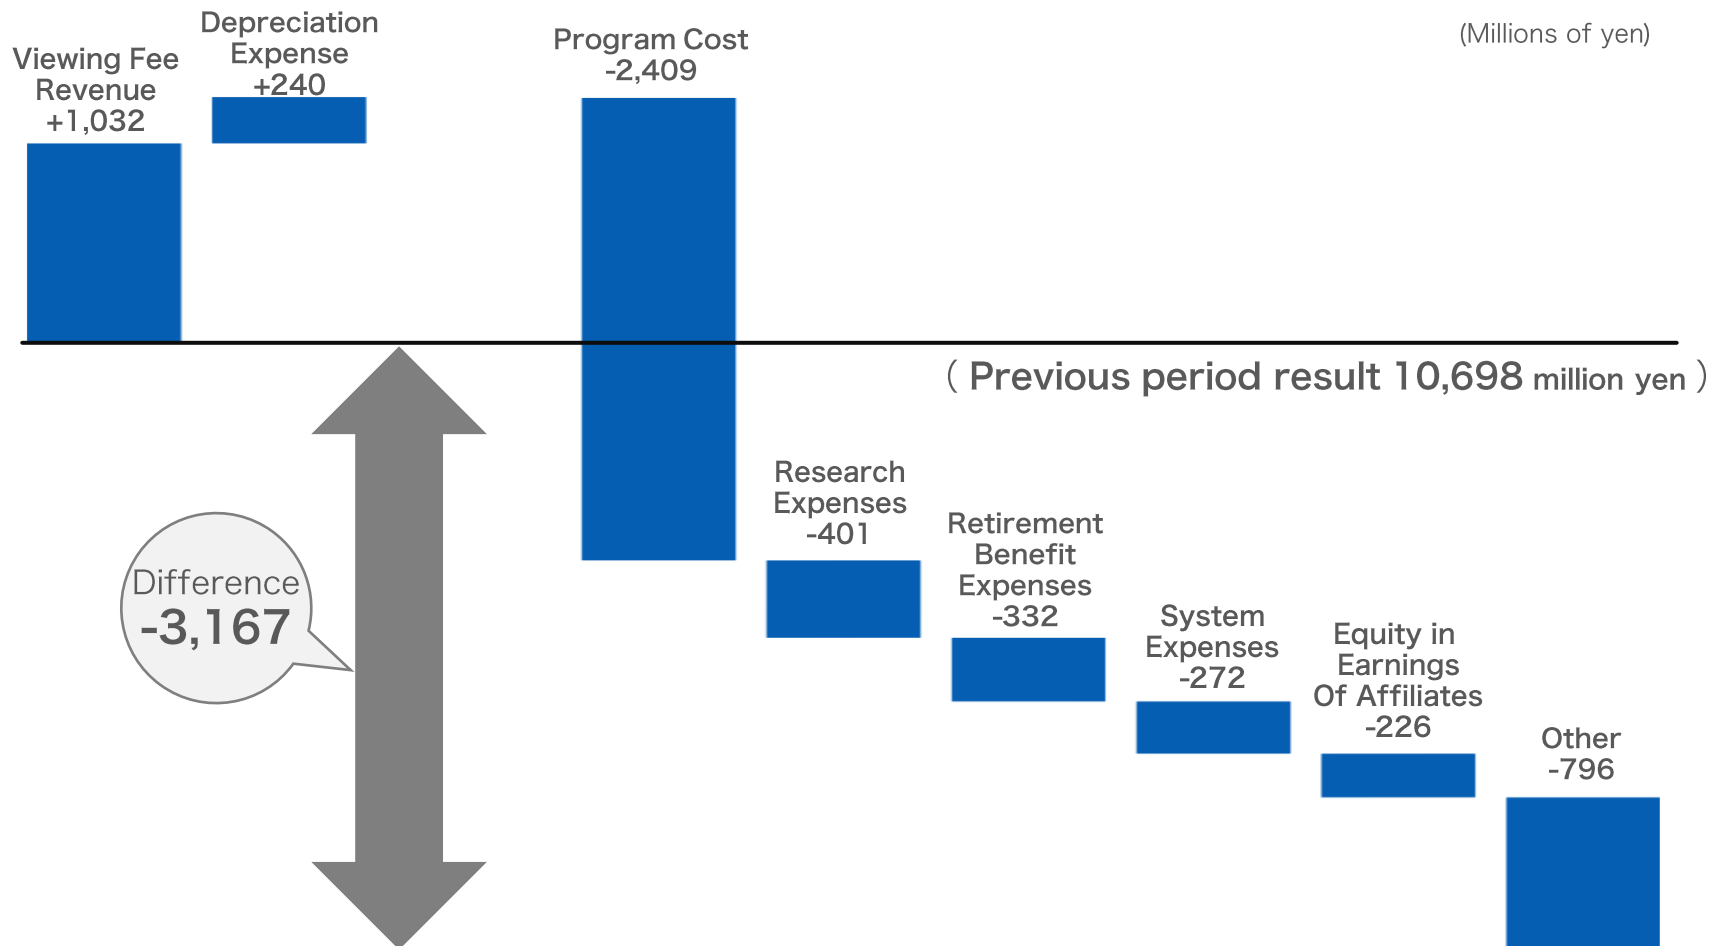 (Millions of yen)
Viewing Fee
Revenue
+1,032
Depreciation
Expense
+240
Program Cost
-2,409
( Previous period result 10,698 million yen )
Difference
-3,167
Research
Expenses
-401
Retirement
Benefit
Expenses
-332
System
Expenses
-272
Equity in
Earnings
Of Affiliates
-226
Other
-796